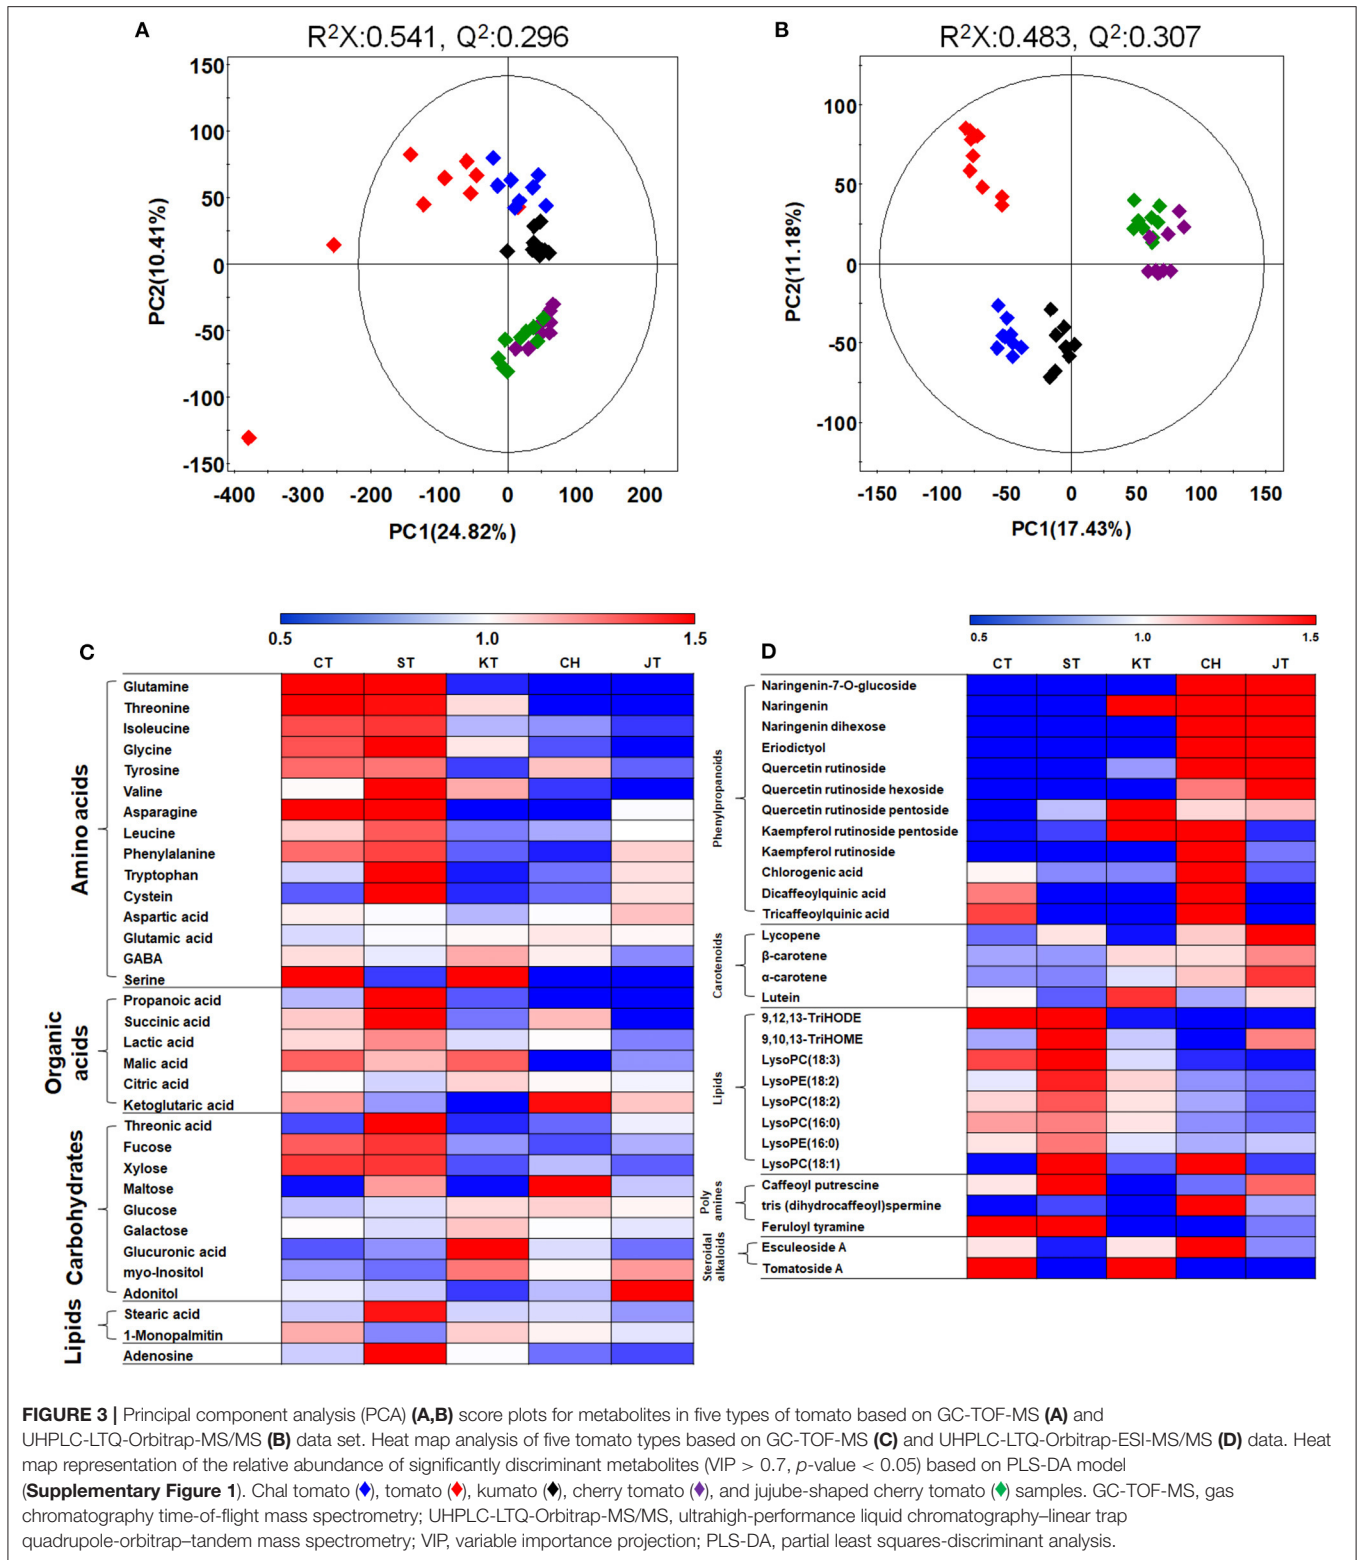 A
R²X:0.541, Q²:0.296
150
100
50
0
-50
-100
-150
PC2(10.41%)
-400 -300 -200 -100 0 100 200
PC1(24.82%)
B
R²X:0.483, Q²:0.307
100
50
0
-50
-100
PC2(11.18%)
-150 -100 -50 0 50 100 150
PC1(17.43%)
C
0.5 1.0 1.5
CT ST KT CH JT
Amino acids
Glutamine
Threonine
Isoleucine
Glycine
Tyrosine
Valine
Asparagine
Leucine
Phenylalanine
Tryptophan
Cystein
Aspartic acid
Glutamic acid
GABA
Serine
Organic
acids
Propanoic acid
Succinic acid
Lactic acid
Malic acid
Citric acid
Ketoglutaric acid
Carbohydrates
Threonic acid
Fucose
Xylose
Maltose
Glucose
Galactose
Glucuronic acid
myo-Inositol
Adonitol
Lipids
Stearic acid
1-Monopalmitin
Adenosine
D
0.5 1.0 1.5
CT ST KT CH JT
Phenylpropanoids
Naringenin-7-O-glucoside
Naringenin
Naringenin dihexose
Eriodictyol
Quercetin rutinoside
Quercetin rutinoside hexoside
Quercetin rutinoside pentoside
Kaempferol rutinoside pentoside
Kaempferol rutinoside
Chlorogenic acid
Dicaffeoylquinic acid
Tricaffeoylquinic acid
Carotenoids
Lycopene
β-carotene
α-carotene
Lutein
Lipids
9,12,13-TriHODE
9,10,13-TriHOME
LysoPC(18:3)
LysoPE(18:2)
LysoPC(18:2)
LysoPC(16:0)
LysoPE(16:0)
LysoPC(18:1)
Poly
amines
Caffeoyl putrescine
tris (dihydrocaffeoyl)spermine
Feruloyl tyramine
Steroidal
alkaloids
Esculeoside A
Tomatoside A
FIGURE 3 | Principal component analysis (PCA) (A,B) score plots for metabolites in five types of tomato based on GC-TOF-MS (A) and
UHPLC-LTQ-Orbitrap-MS/MS (B) data set. Heat map analysis of five tomato types based on GC-TOF-MS (C) and UHPLC-LTQ-Orbitrap-ESI-MS/MS (D) data. Heat
map representation of the relative abundance of significantly discriminant metabolites (VIP > 0.7, p-value < 0.05) based on PLS-DA model
(Supplementary Figure 1). Chal tomato (♦), tomato (♦), kumato (♦), cherry tomato (♦), and jujube-shaped cherry tomato (♦) samples. GC-TOF-MS, gas
chromatography time-of-flight mass spectrometry; UHPLC-LTQ-Orbitrap-MS/MS, ultrahigh-performance liquid chromatography–linear trap
quadrupole-orbitrap–tandem mass spectrometry; VIP, variable importance projection; PLS-DA, partial least squares-discriminant analysis.